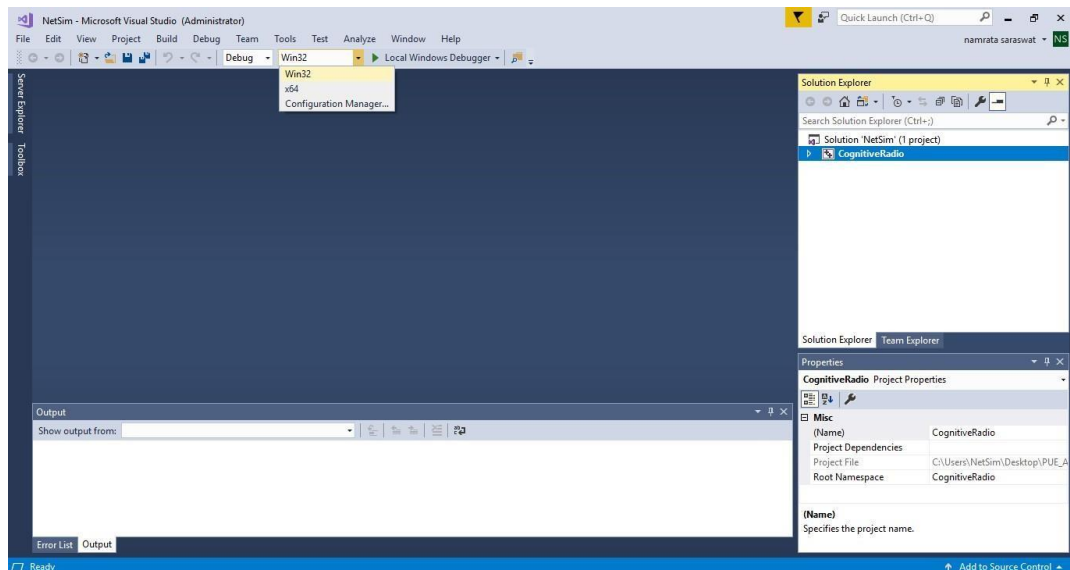 NetSim - Microsoft Visual Studio (Administrator)
Quick Launch (Ctrl+Q)
File Edit View Project Build Debug Team Tools Test Analyze Window Help
namrata saraswat NS
Debug Win32 Local Windows Debugger
Win32
x64
Configuration Manager...
Server Explorer
Toolbox
Solution Explorer
Search Solution Explorer (Ctrl+;)
Solution 'NetSim' (1 project)
CognitiveRadio
Solution Explorer Team Explorer
Properties
CognitiveRadio Project Properties
Misc
(Name) CognitiveRadio
Project Dependencies
Project File C:\Users\NetSim\Desktop\PUE_A
Root Namespace CognitiveRadio
(Name)
Specifies the project name.
Output
Show output from:
Error List Output
Ready
Add to Source Control